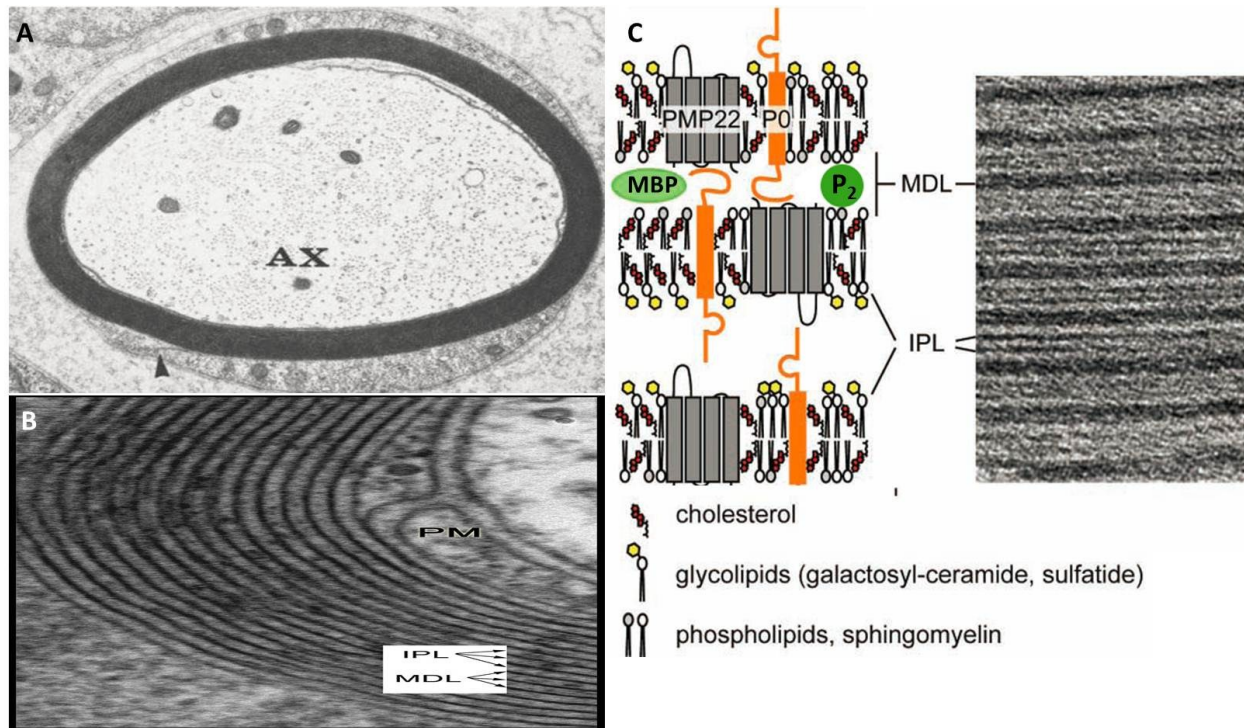 A
AX
B
PM
IPL
MDL
C
PMP22 P0
MBP
P₂
MDL
IPL
cholesterol
glycolipids (galactosyl-ceramide, sulfatide)
phospholipids, sphingomyelin